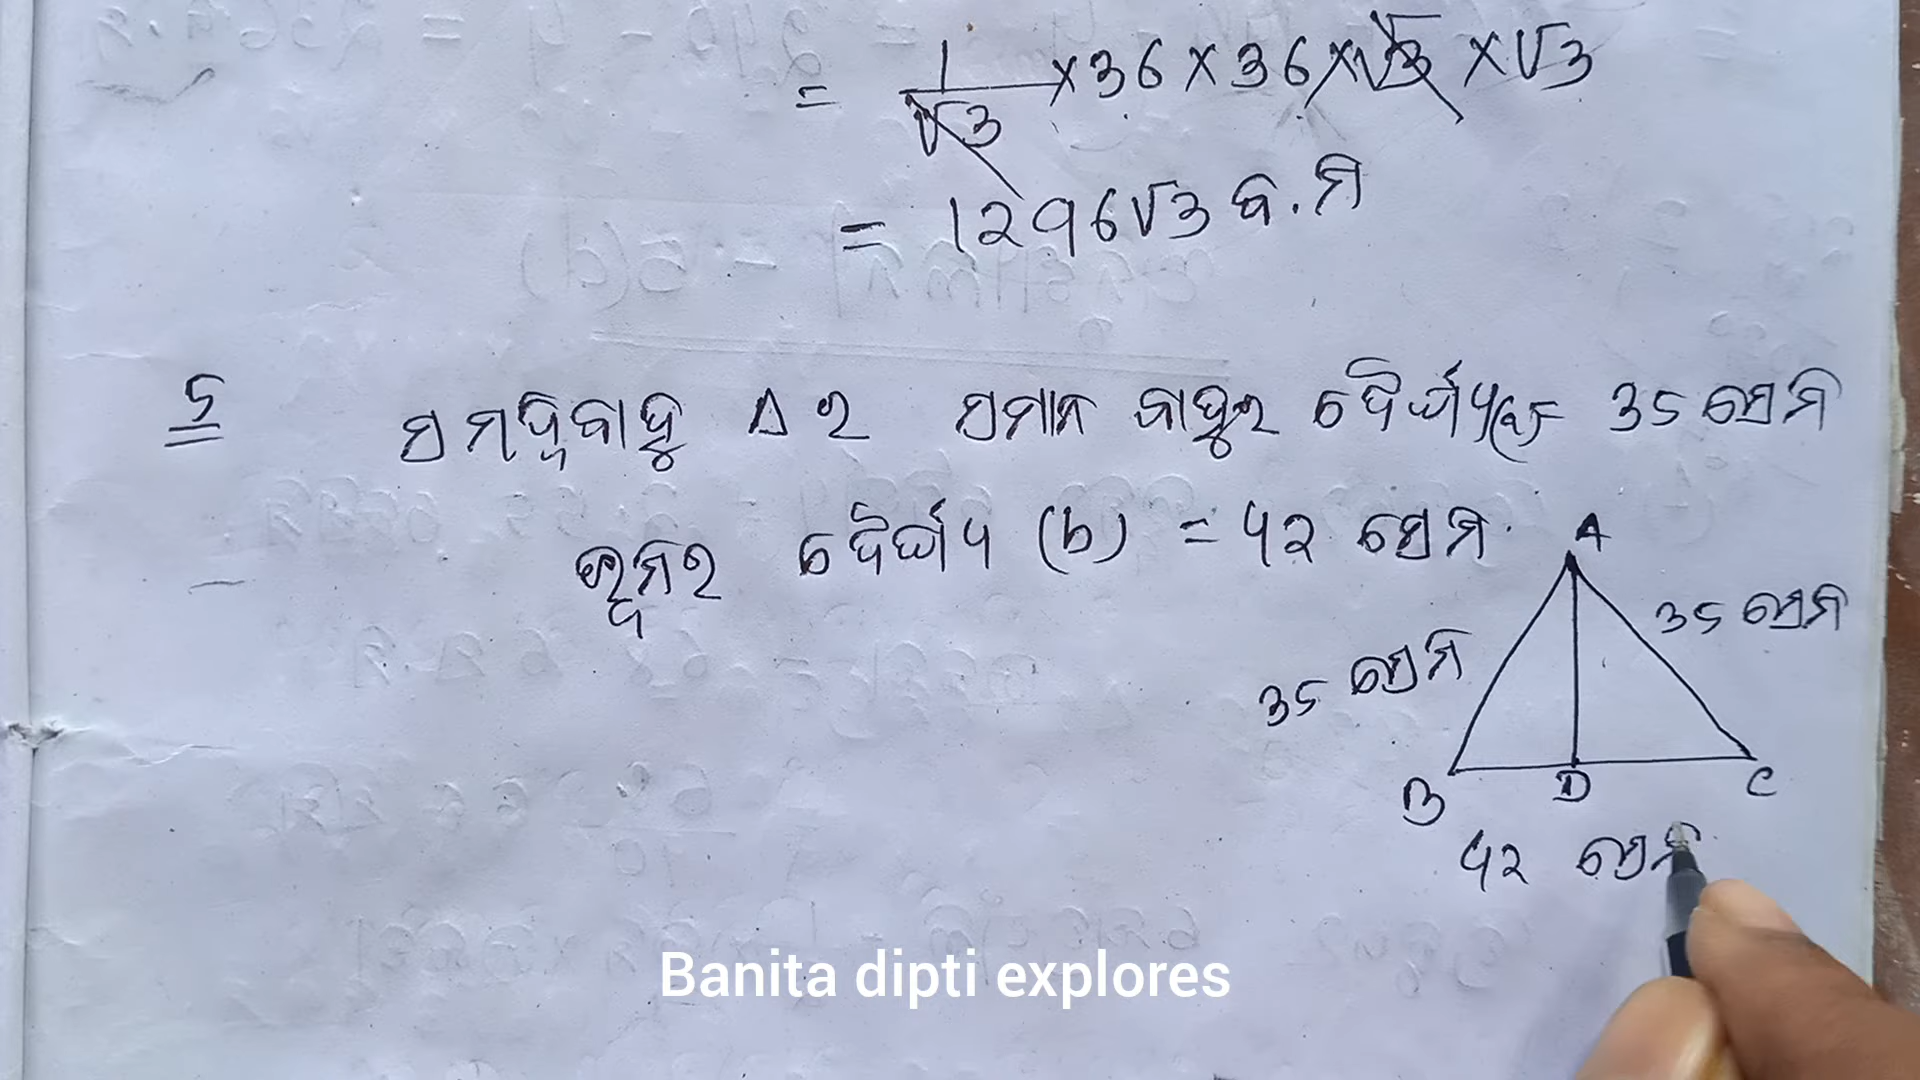 = 1/√3 × 36 × 36 × √3 × √3
= 1296√3 ବ.ମି
5 ସମଦ୍ୱିବାହୁ Δ ର ସମାନ ବାହୁର ଦୈର୍ଘ୍ୟ(a)= 35 ସେମି
ଭୂମିର ଦୈର୍ଘ୍ୟ (b) = 42 ସେମି.
A
35 ସେମି
35 ସେମି
B D C
42 ସେମି
Banita dipti explores